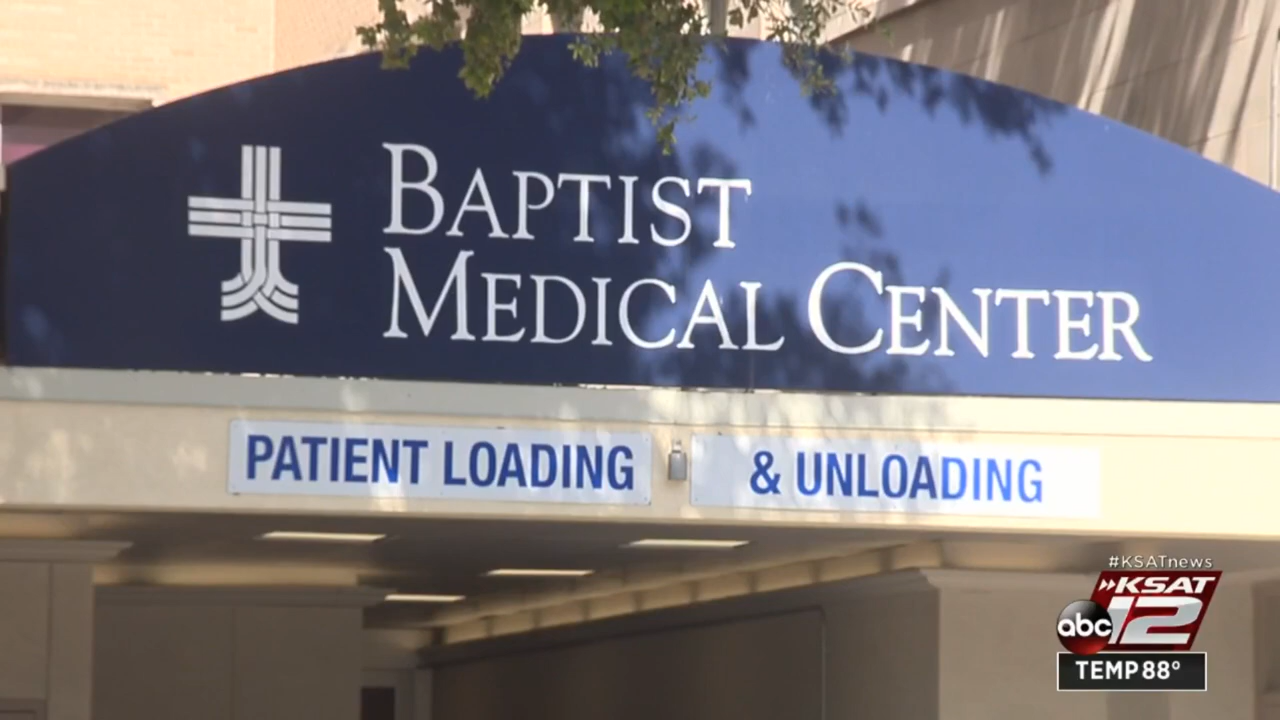 BAPTIST
MEDICAL CENTER
PATIENT LOADING & UNLOADING
#KSATnews
KSAT
abc 12
TEMP 88°